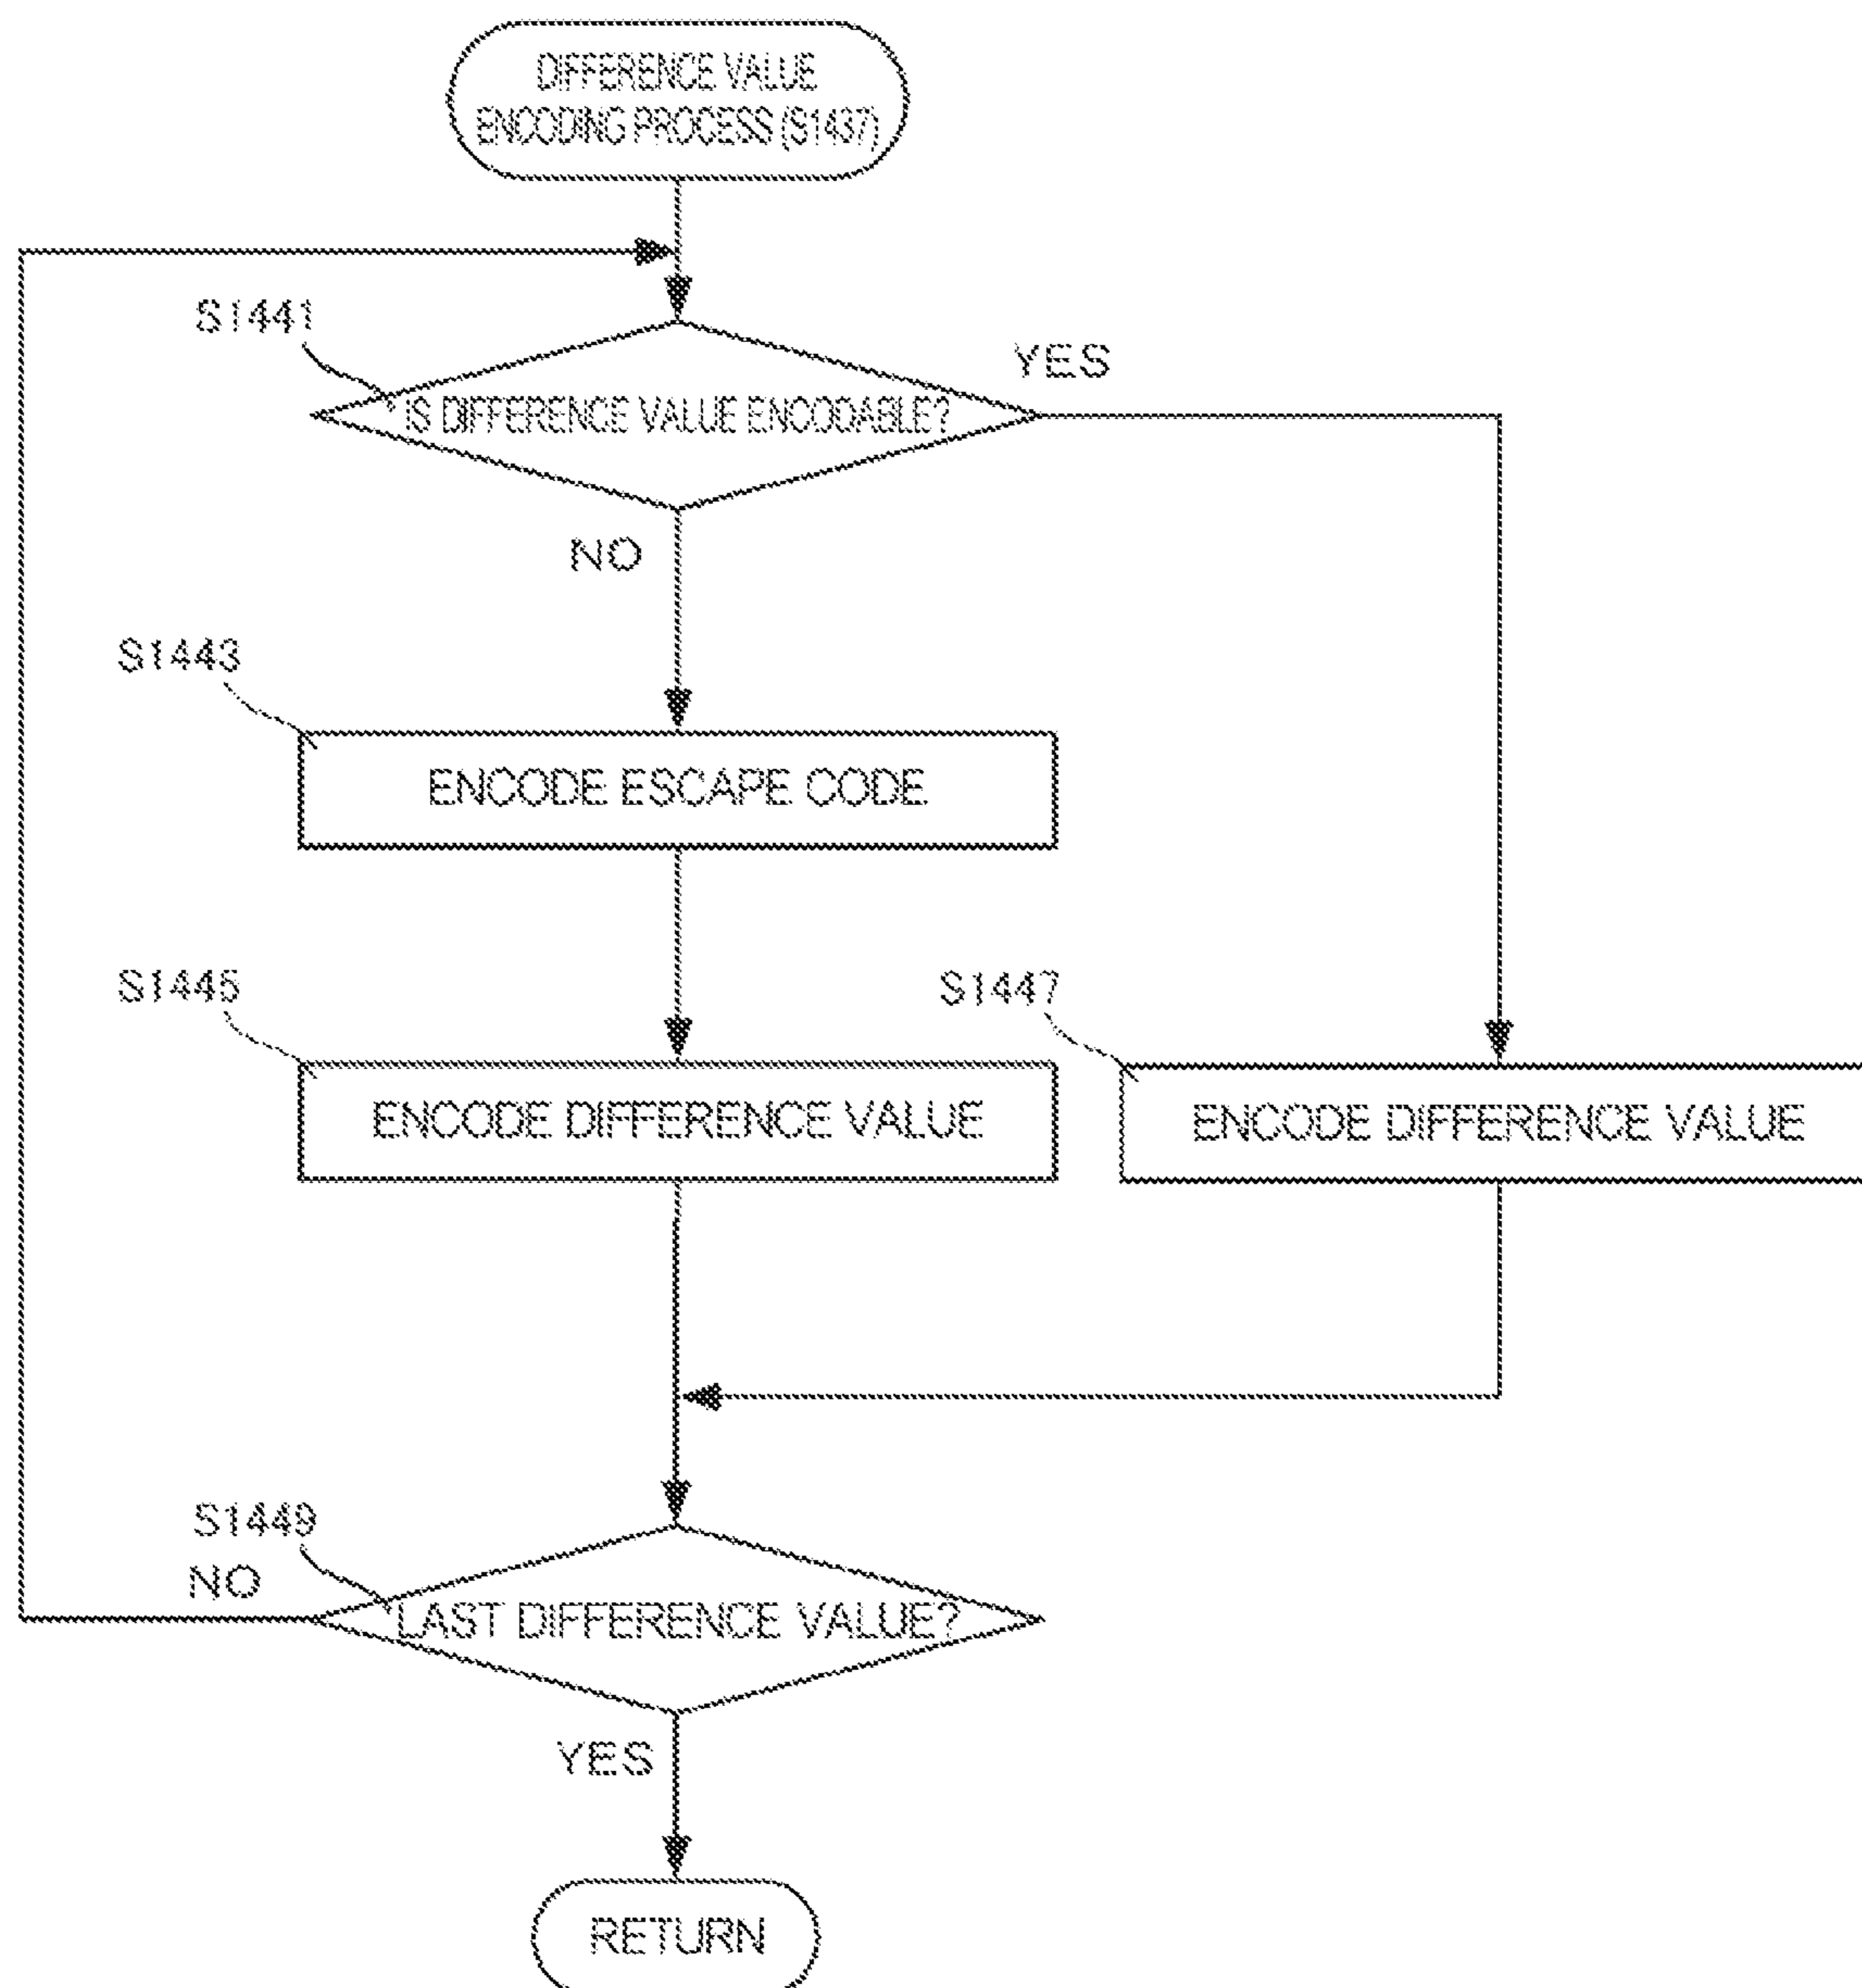 DIFFERENCE VALUE
ENCODING PROCESS (S1437)
S1441
YES
IS DIFFERENCE VALUE ENCODABLE?
NO
S1443
ENCODE ESCAPE CODE
S1445
S1447
ENCODE DIFFERENCE VALUE
ENCODE DIFFERENCE VALUE
S1449
NO
LAST DIFFERENCE VALUE?
YES
RETURN